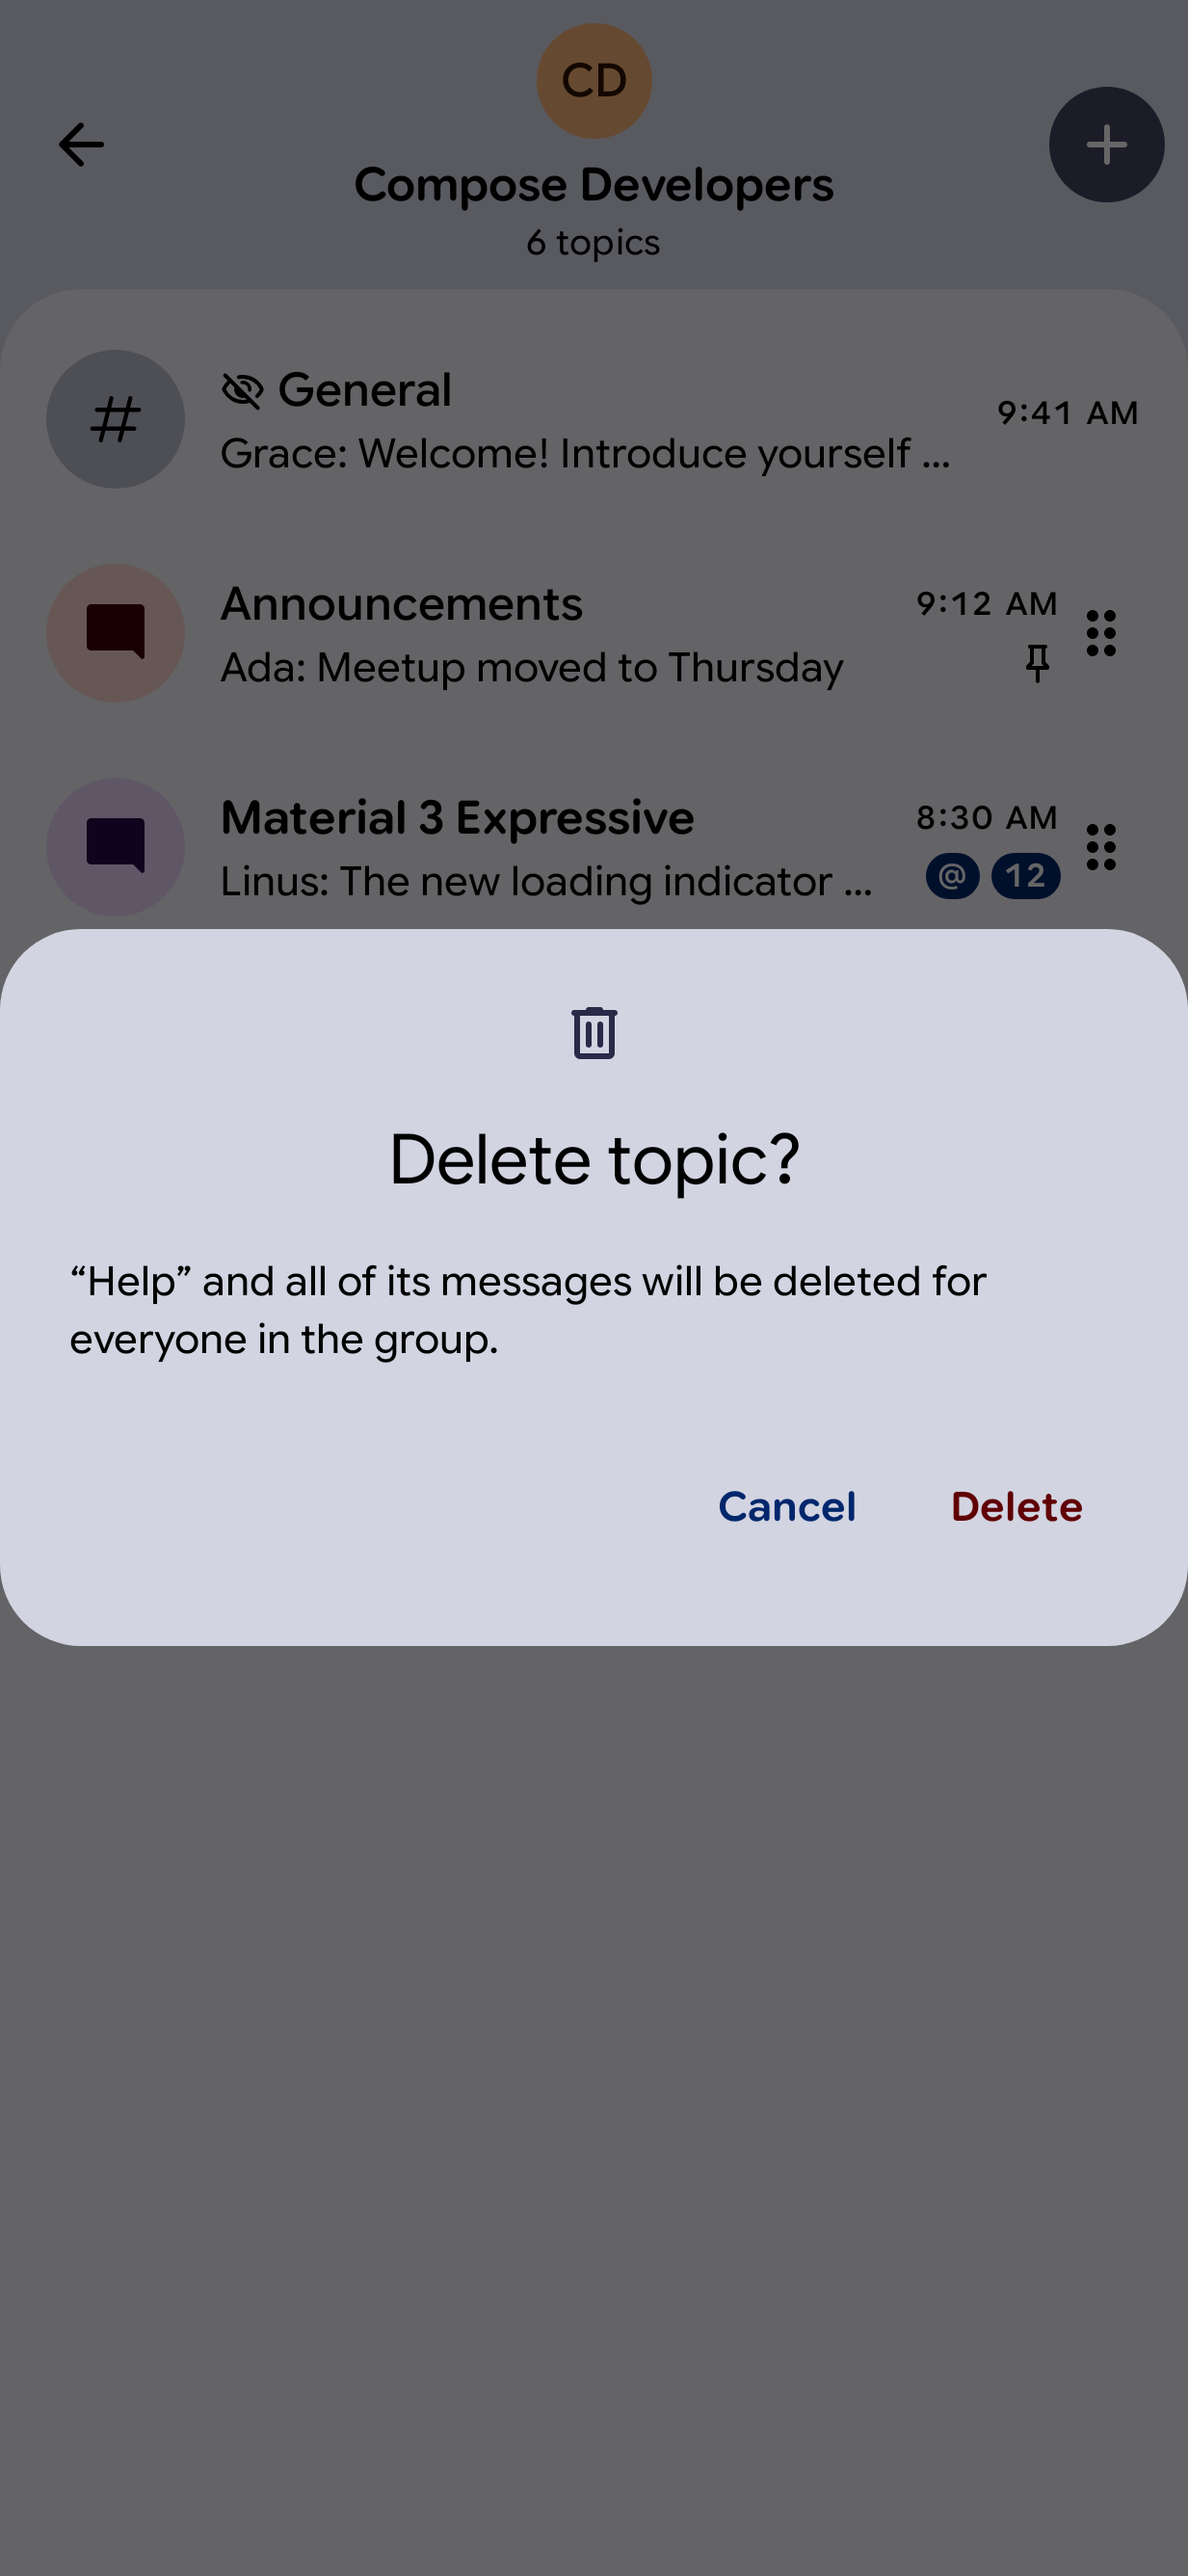 CD
Compose Developers
6 topics
General
9:41 AM
Grace: Welcome! Introduce yourself ...
Announcements
9:12 AM
Ada: Meetup moved to Thursday
Material 3 Expressive
8:30 AM
Linus: The new loading indicator ...
@ 12
Delete topic?
“Help” and all of its messages will be deleted for
everyone in the group.
Cancel
Delete